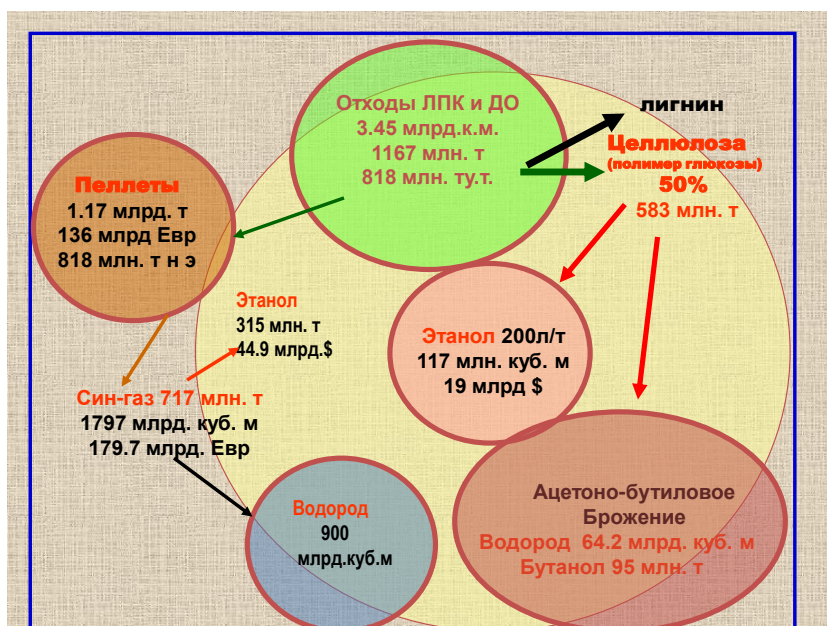 Отходы ЛПК и ДО
3.45 млрд.к.м.
1167 млн. т
818 млн. ту.т.
лигнин
Целлюлоза
(полимер глюкозы)
50%
583 млн. т
Пеллеты
1.17 млрд. т
136 млрд Евр
818 млн. т н э
Этанол
315 млн. т
44.9 млрд.$
Этанол 200л/т
117 млн. куб. м
19 млрд $
Син-газ 717 млн. т
1797 млрд. куб. м
179.7 млрд. Евр
Водород
900
млрд.куб.м
Ацетоно-бутиловое
Брожение
Водород 64.2 млрд. куб. м
Бутанол 95 млн. т